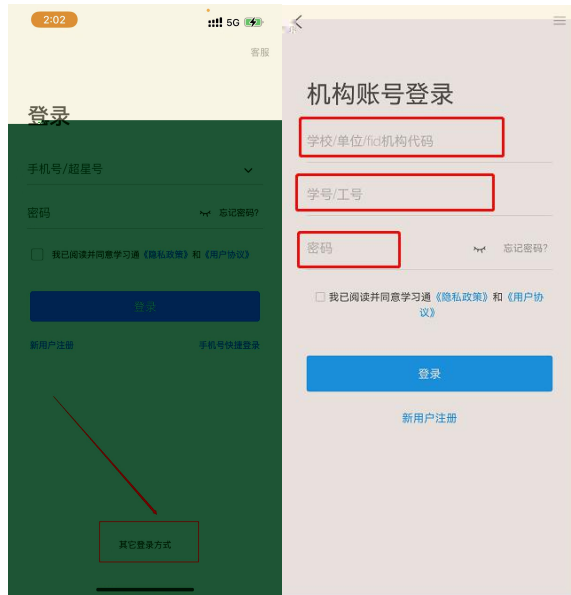 2:02
5G
客服
登录
手机号/超星号
密码
忘记密码?
我已阅读并同意学习通《隐私政策》和《用户协议》
登录
新用户注册
手机号快捷登录
其它登录方式
机构账号登录
学校/单位/fid机构代码
学号/工号
密码
忘记密码?
我已阅读并同意学习通《隐私政策》和《用户协
议》
登录
新用户注册